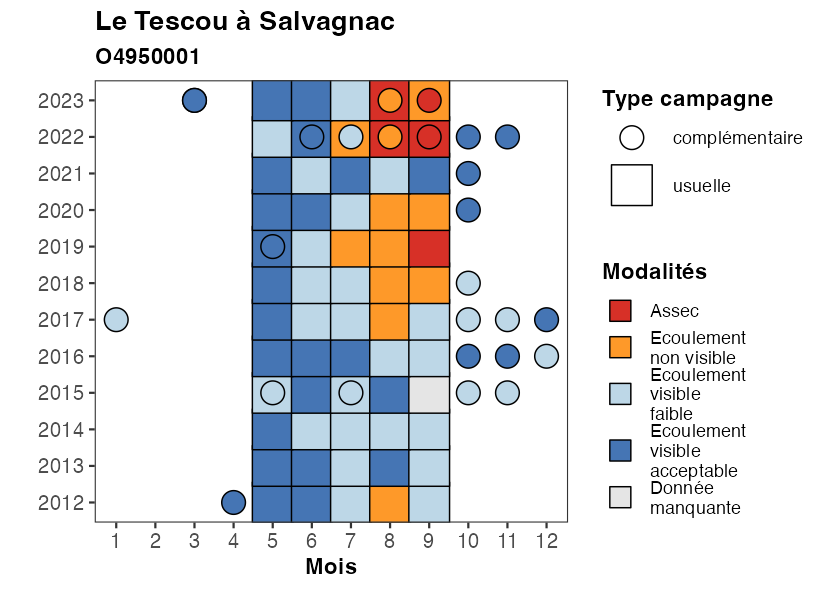 Le Tescou à Salvagnac
O4950001
2023
2022
2021
2020
2019
2018
2017
2016
2015
2014
2013
2012
1 2 3 4 5 6 7 8 9 10 11 12
Mois
Type campagne
complémentaire
usuelle
Modalités
Assec
Ecoulement
non visible
Ecoulement
visible
faible
Ecoulement
visible
acceptable
Donnée
manquante